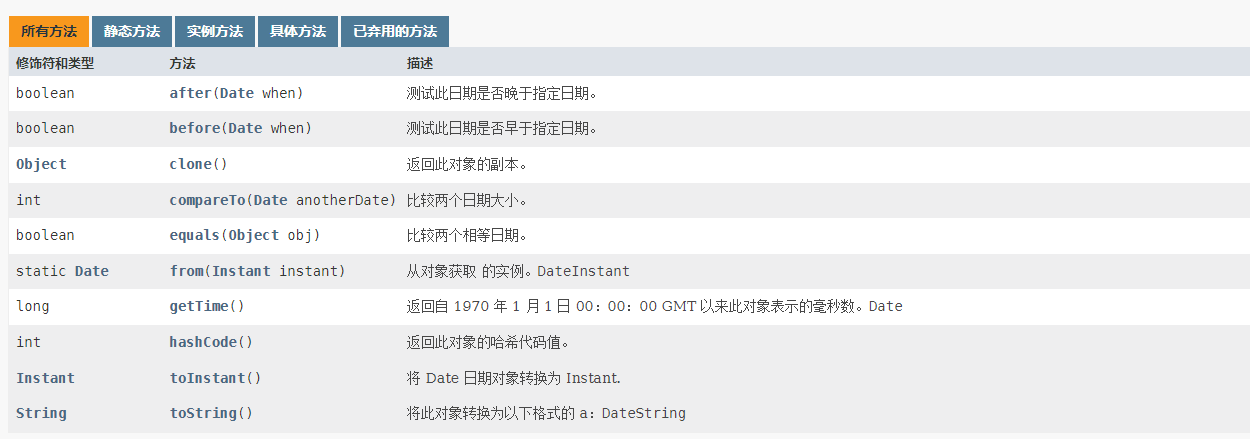 所有方法 静态方法 实例方法 具体方法 已弃用的方法
修饰符和类型 方法 描述
boolean after(Date when) 测试此日期是否晚于指定日期。
boolean before(Date when) 测试此日期是否早于指定日期。
Object clone() 返回此对象的副本。
int compareTo(Date anotherDate) 比较两个日期大小。
boolean equals(Object obj) 比较两个相等日期。
static Date from(Instant instant) 从对象获取 的实例。DateInstant
long getTime() 返回自 1970 年 1 月 1 日 00：00：00 GMT 以来此对象表示的毫秒数。Date
int hashCode() 返回此对象的哈希代码值。
Instant toInstant() 将 Date 日期对象转换为 Instant.
String toString() 将此对象转换为以下格式的 a：DateString